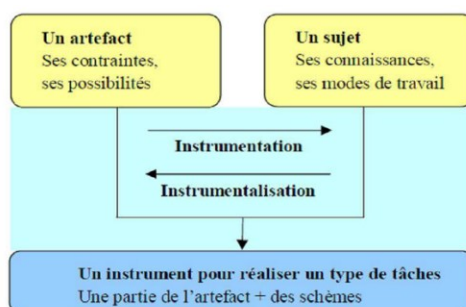 Un artefact
Ses contraintes,
ses possibilités
Un sujet
Ses connaissances,
ses modes de travail
Instrumentation
Instrumentalisation
Un instrument pour réaliser un type de tâches
Une partie de l'artefact + des schèmes